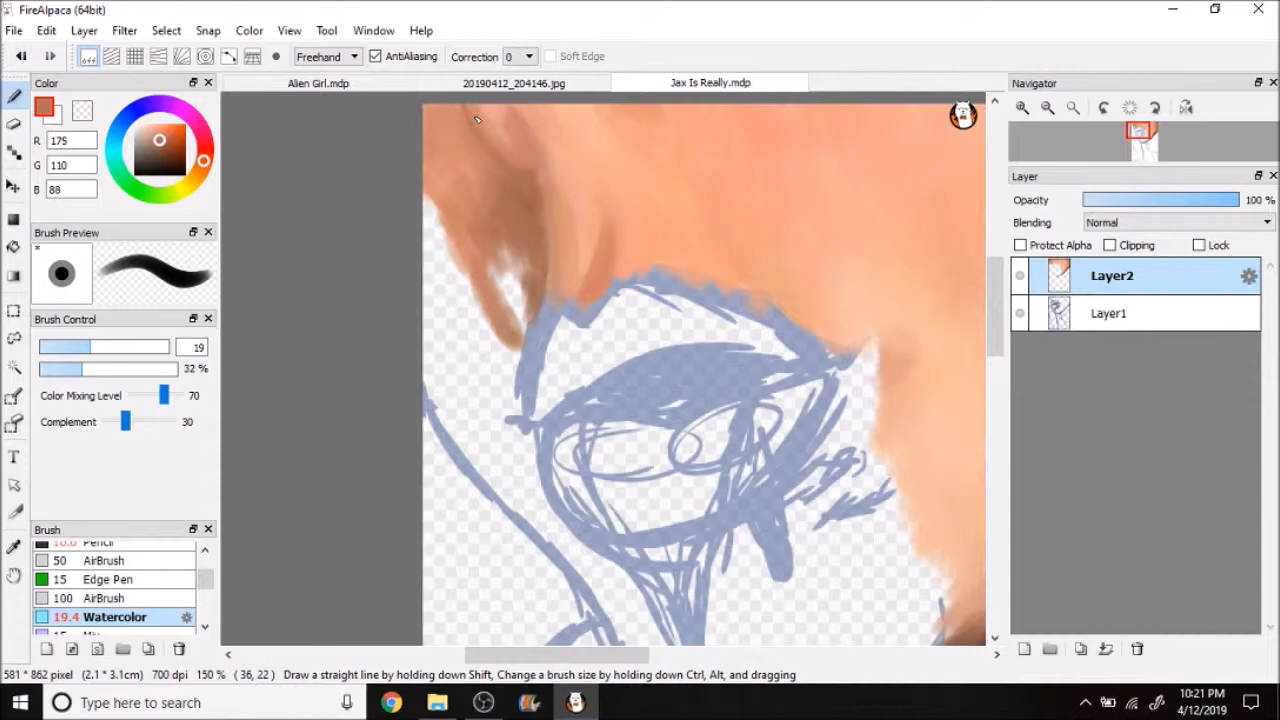 FireAlpaca (64bit)
File Edit Layer Filter Select Snap Color View Tool Window Help
off Freehand AntiAliasing Correction 0 Soft Edge
Color Alien Girl.mdp 20190412_204146.jpg Jax Is Really.mdp Navigator
R 175
G 110
B 88
Layer
Opacity 100 %
Blending Normal
Brush Preview
Protect Alpha Clipping Lock
*
Layer2
Layer1
Brush Control
19
32 %
Color Mixing Level 70
Complement 30
Brush
10.0 Pencil
50 AirBrush
15 Edge Pen
100 AirBrush
19.4 Watercolor
581 * 862 pixel (2.1 * 3.1cm) 700 dpi 150 % ( 36, 22 ) Draw a straight line by holding down Shift, Change a brush size by holding down Ctrl, Alt, and dragging
Type here to search
10:21 PM
4/12/2019